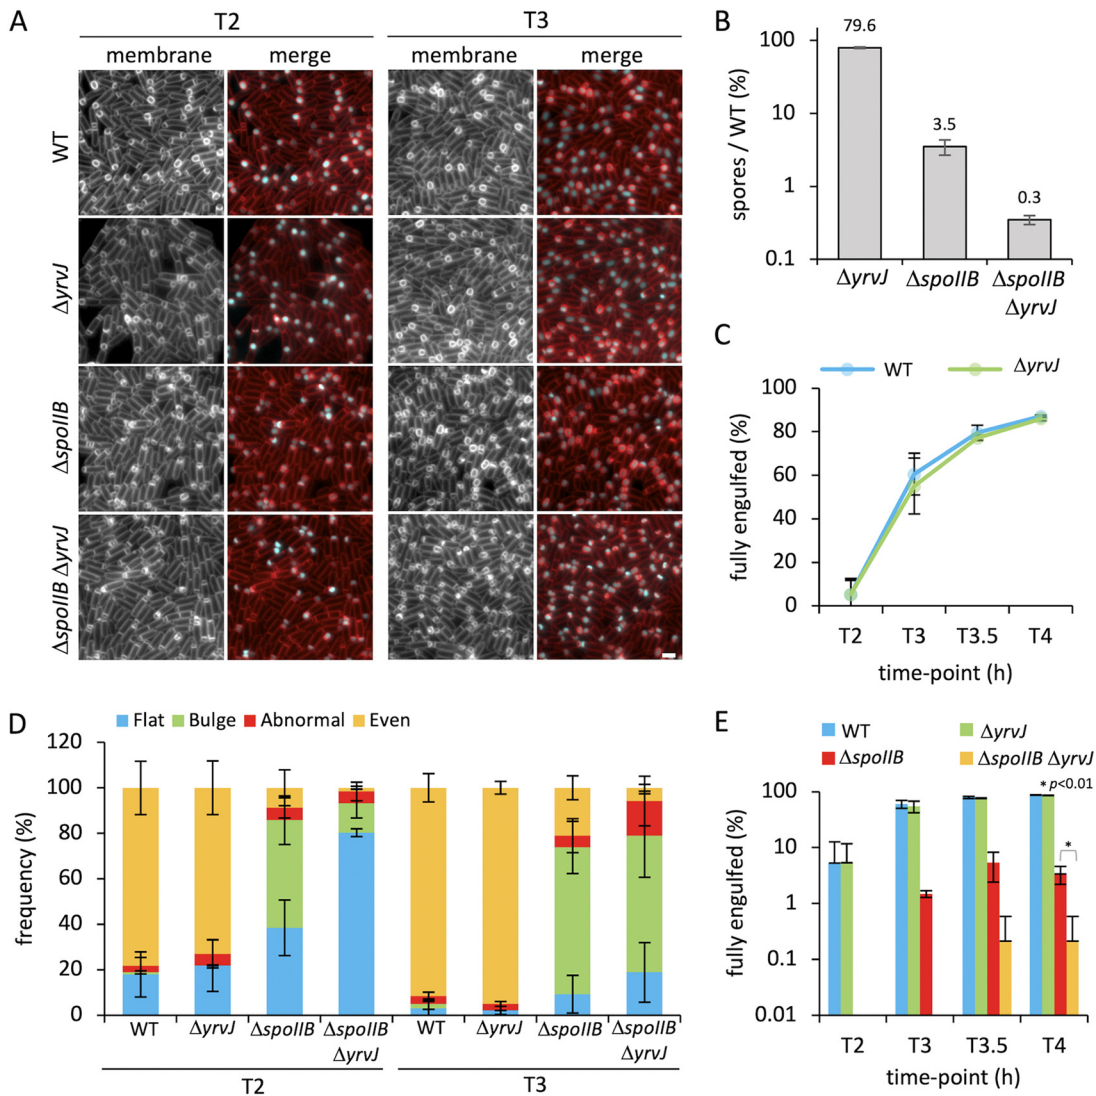 A
T2
T3
membrane
merge
membrane
merge
WT
ΔyrvJ
ΔspoIIB
ΔspoIIB ΔyrvJ
B
spores / WT (%)
100
10
1
0.1
79.6
3.5
0.3
ΔyrvJ
ΔspoIIB
ΔspoIIB
ΔyrvJ
C
WT
ΔyrvJ
fully engulfed (%)
100
80
60
40
20
0
T2
T3
T3.5
T4
time-point (h)
D
Flat
Bulge
Abnormal
Even
frequency (%)
120
100
80
60
40
20
0
WT
ΔyrvJ
ΔspoIIB
ΔspoIIB
ΔyrvJ
WT
ΔyrvJ
ΔspoIIB
ΔspoIIB
ΔyrvJ
T2
T3
E
WT
ΔyrvJ
ΔspoIIB
ΔspoIIB ΔyrvJ
* p<0.01
*
fully engulfed (%)
100
10
1
0.1
0.01
T2
T3
T3.5
T4
time-point (h)